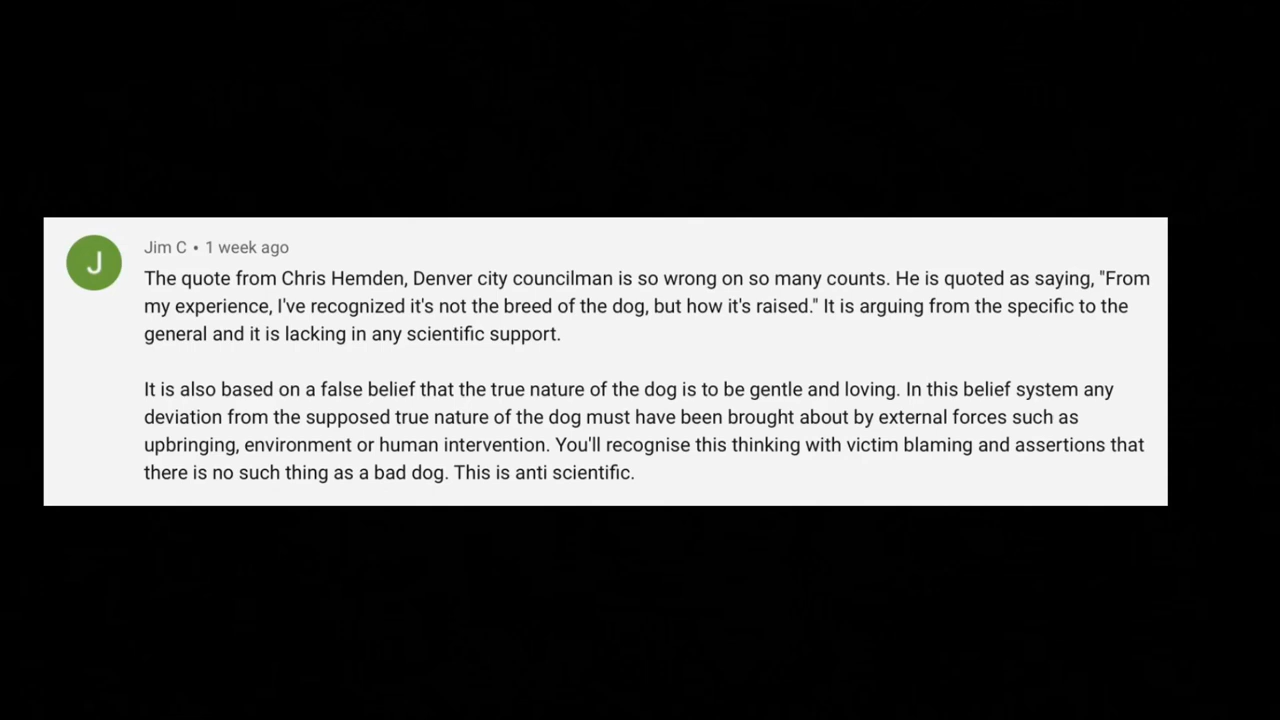 J
Jim C • 1 week ago
The quote from Chris Hemden, Denver city councilman is so wrong on so many counts. He is quoted as saying, "From
my experience, I've recognized it's not the breed of the dog, but how it's raised." It is arguing from the specific to the
general and it is lacking in any scientific support.
It is also based on a false belief that the true nature of the dog is to be gentle and loving. In this belief system any
deviation from the supposed true nature of the dog must have been brought about by external forces such as
upbringing, environment or human intervention. You'll recognise this thinking with victim blaming and assertions that
there is no such thing as a bad dog. This is anti scientific.